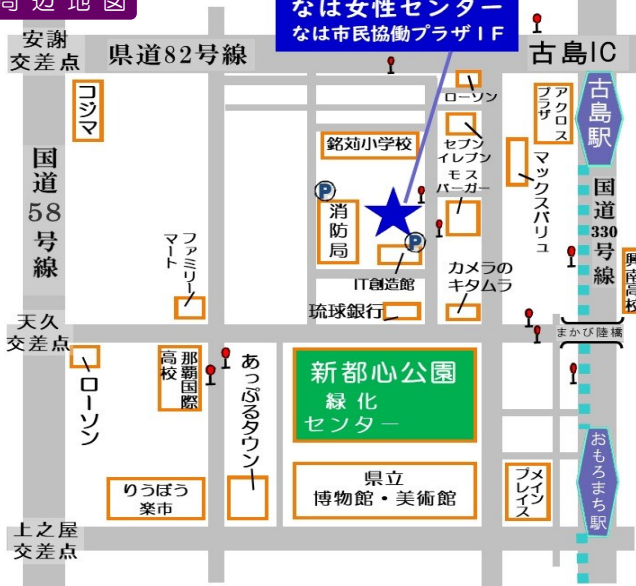 周辺地図
なは女性センター
なは市民協働プラザ1F
安謝
交差点
県道82号線
古島IC
コジマ
ローソン
アクロス
プラザ
古島駅
銘苅小学校
セブン
イレブン
モス
バーガー
マックスバリュ
国道58号線
国道330号線
P
消防局
P
ファミリー
マート
IT創造館
カメラの
キタムラ
興南高校
琉球銀行
天久
交差点
まかび陸橋
ローソン
那覇国際
高校
あっぷるタウン
新都心公園
緑化
センター
りうぼう
楽市
県立
博物館・美術館
メイン
プレイス
おもろまち駅
上之屋
交差点